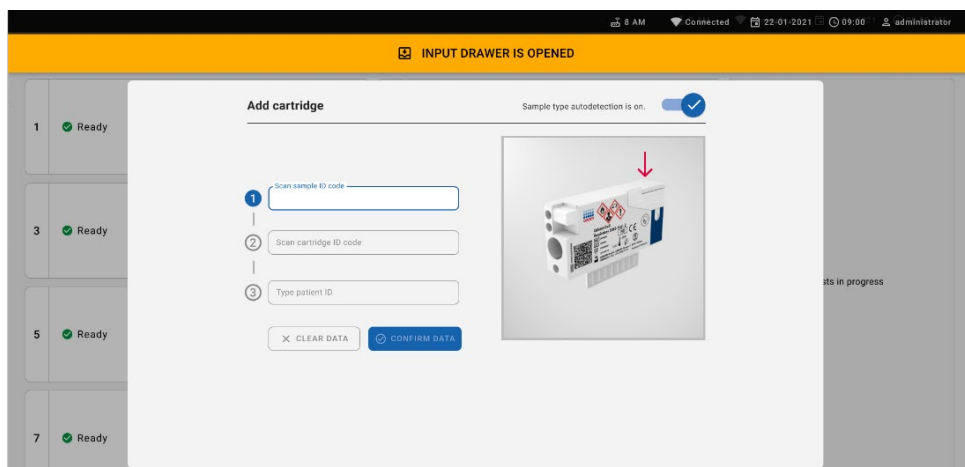 8 AM Connected 22-01-2021 09:00 administrator
INPUT DRAWER IS OPENED
Add cartridge
Sample type autodetection is on.
1 Ready
Scan sample ID code
1
2 Scan cartridge ID code
3 Ready
3 Type patient ID
sts in progress
CLEAR DATA CONFIRM DATA
5 Ready
7 Ready
CE